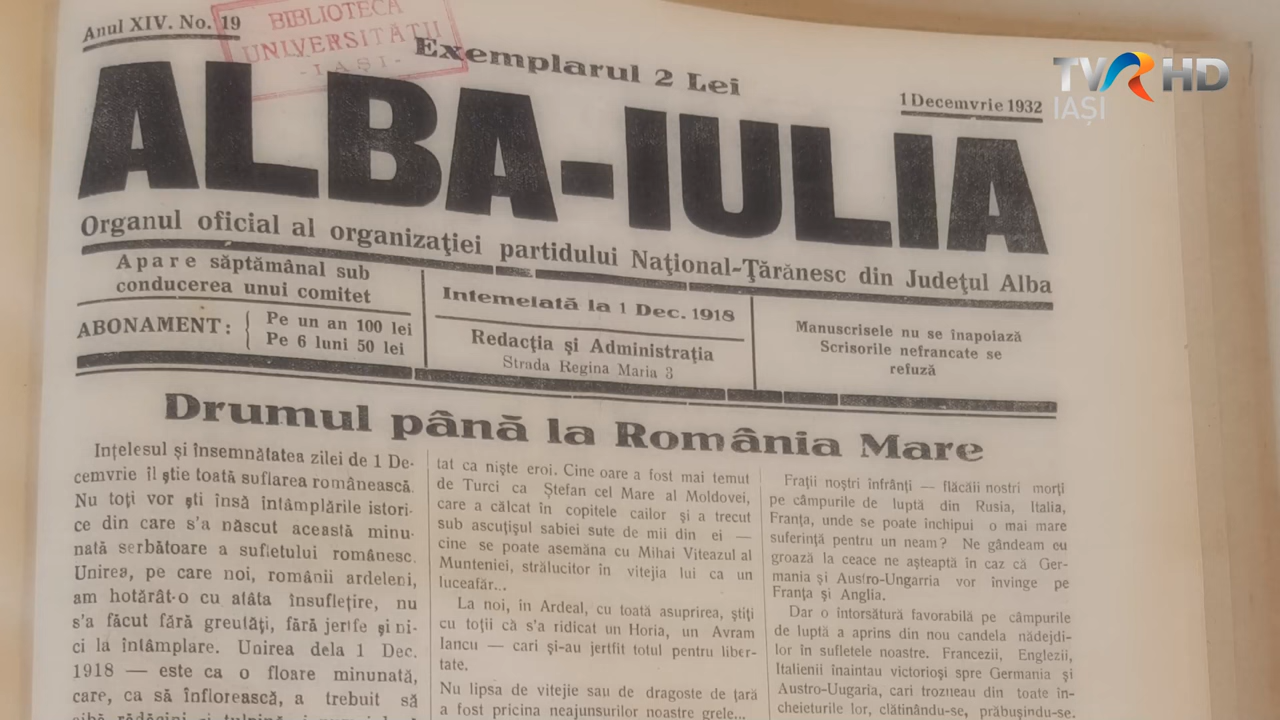 Anul XIV. No. 19
BIBLIOTECA
UNIVERSITĂȚII
- IAȘI -
Exemplarul 2 Lei
1 Decemvrie 1932
TVR HD
IAȘI
ALBA-IULIA
Organul oficial al organizaţiei partidului Naţional-Ţărănesc din Judeţul Alba
Apare săptămânal sub
conducerea unui comitet
ABONAMENT:
Pe un an 100 lei
Pe 6 luni 50 lei
Intemeiată la 1 Dec. 1918
Redacţia şi Administraţia
Strada Regina Maria 3
Manuscrisele nu se înapoiază
Scrisorile nefrancate se
refuză
Drumul până la România Mare
Inţelesul şi însemnătatea zilei de 1 De-
cemvrie îl ştie toată suflarea românească.
Nu toţi vor şti însă întâmplările istori-
ce din care s'a născut această minu-
nată serbătoare a sufletului românesc.
Unirea, pe care noi, românii ardeleni,
am hotărât-o cu atâta însufleţire, nu
s'a făcut fără greutăţi, fără jertfe şi ni-
ci la întâmplare. Unirea dela 1 Dec.
1918 — este ca o floare minunată,
care, ca să înflorească, a trebuit să
tat ca nişte eroi. Cine oare a fost mai temut
de Turci ca Ştefan cel Mare al Moldovei,
care a călcat în copitele cailor şi a trecut
sub ascuţişul sabiei sute de mii din ei —
cine se poate asemăna cu Mihai Viteazul al
Munteniei, strălucitor în vitejia lui ca un
luceafăr...
La noi, in Ardeal, cu toată asuprirea, ştiţi
cu toţii că s'a ridicat un Horia, un Avram
Iancu — cari şi-au jertfit totul pentru liber-
tate.
Nu lipsa de vitejie sau de dragoste de ţară
a fost pricina neajunsurilor noastre grele...
Fraţii noştri înfrânţi — flăcăii nostri morţi
pe câmpurile de luptă din Rusia, Italia,
Franţa, unde se poate închipui o mai mare
suferinţă pentru un neam? Ne gândeam cu
groază la ceace ne aşteaptă in caz că Ger-
mania şi Austro-Ungarria vor învinge pe
Franţa şi Anglia.
Dar o intorsătură favorabilă pe câmpurile
de luptă a aprins din nou candela nădejdi-
lor in sufletele noastre. Francezii, Englezii,
Italienii inaintau victorioşi spre Germania şi
Austro-Uugaria, cari trozneau din toate în-
cheieturile lor, clătinându-se, prăbuşindu-se.